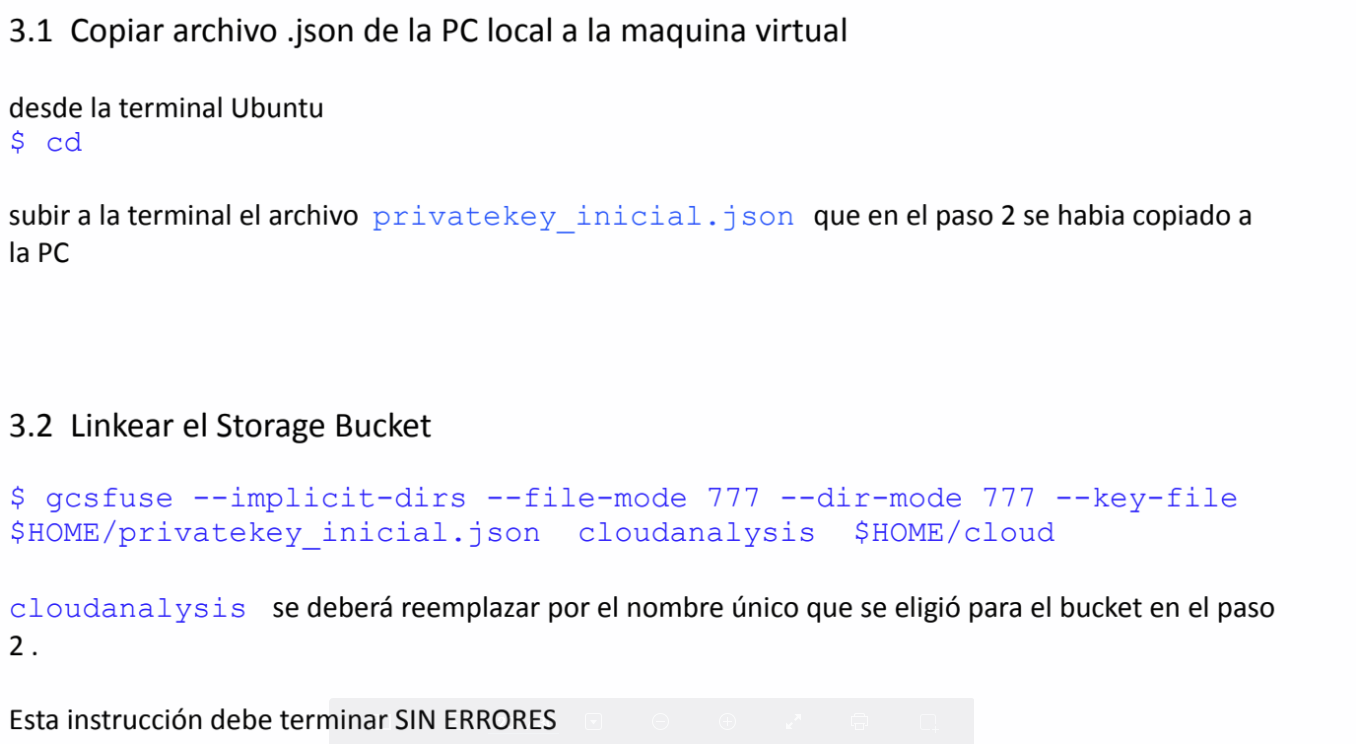 3.1 Copiar archivo .json de la PC local a la maquina virtual
desde la terminal Ubuntu
$ cd
subir a la terminal el archivo privatekey_inicial.json que en el paso 2 se habia copiado a
la PC
3.2 Linkear el Storage Bucket
$ gcsfuse --implicit-dirs --file-mode 777 --dir-mode 777 --key-file
$HOME/privatekey_inicial.json cloudanalysis $HOME/cloud
cloudanalysis se deberá reemplazar por el nombre único que se eligió para el bucket en el paso
2 .
Esta instrucción debe terminar SIN ERRORES